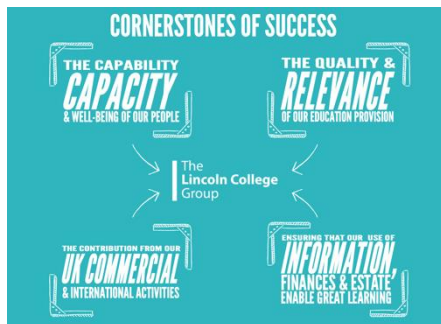 CORNERSTONES OF SUCCESS
THE CAPABILITY
CAPACITY
& WELL-BEING OF OUR PEOPLE
THE QUALITY &
RELEVANCE
OF OUR EDUCATION PROVISION
The
Lincoln College
Group
THE CONTRIBUTION FROM OUR
UK COMMERCIAL
& INTERNATIONAL ACTIVITIES
ENSURING THAT OUR USE OF
INFORMATION,
FINANCES & ESTATE
ENABLE GREAT LEARNING